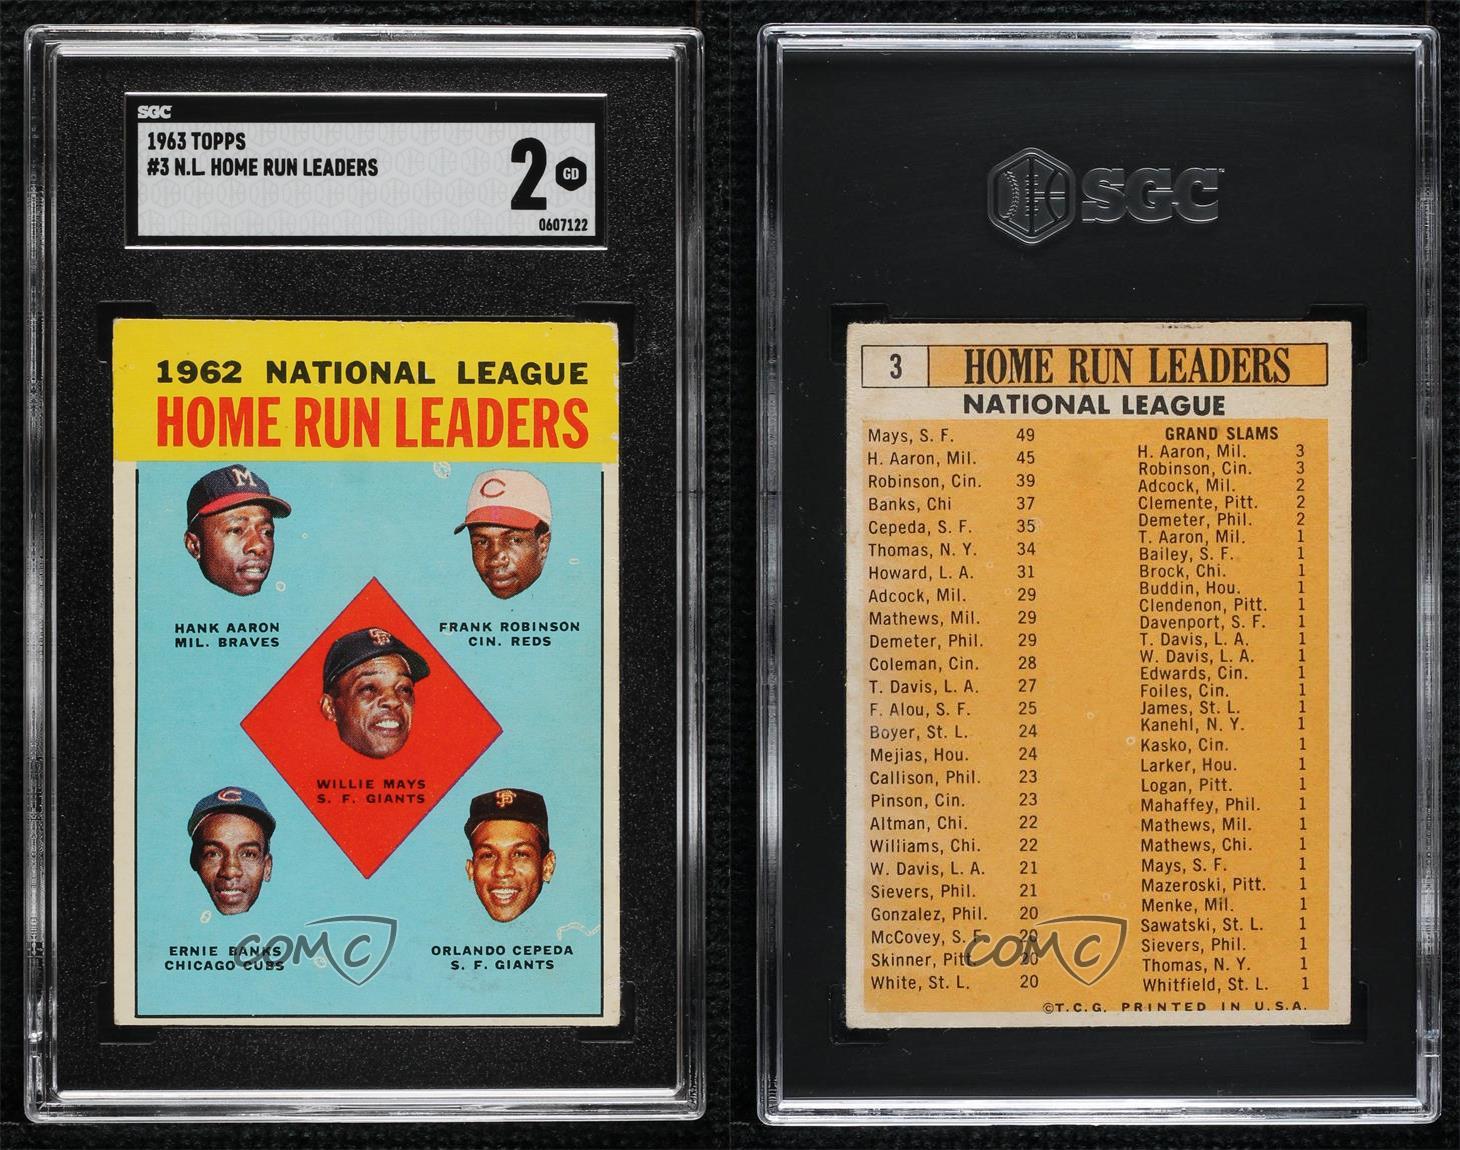 SGC
1963 TOPPS
#3 N.L. HOME RUN LEADERS
2 GD
0607122
1962 NATIONAL LEAGUE
HOME RUN LEADERS
M
C
HANK AARON
MIL. BRAVES
FRANK ROBINSON
CIN. REDS
SF
WILLIE MAYS
S. F. GIANTS
C
SF
ERNIE BANKS
CHICAGO CUBS
ORLANDO CEPEDA
S. F. GIANTS
COMC
SGC
3 HOME RUN LEADERS
NATIONAL LEAGUE
Mays, S. F. 49
H. Aaron, Mil. 45
Robinson, Cin. 39
Banks, Chi 37
Cepeda, S. F. 35
Thomas, N. Y. 34
Howard, L. A. 31
Adcock, Mil. 29
Mathews, Mil. 29
Demeter, Phil. 29
Coleman, Cin. 28
T. Davis, L. A. 27
F. Alou, S. F. 25
Boyer, St. L. 24
Mejias, Hou. 24
Callison, Phil. 23
Pinson, Cin. 23
Altman, Chi. 22
Williams, Chi. 22
W. Davis, L. A. 21
Sievers, Phil. 21
Gonzalez, Phil. 20
McCovey, S. F. 20
Skinner, Pitt. 20
White, St. L. 20
GRAND SLAMS
H. Aaron, Mil. 3
Robinson, Cin. 3
Adcock, Mil. 2
Clemente, Pitt. 2
Demeter, Phil. 2
T. Aaron, Mil. 1
Bailey, S. F. 1
Brock, Chi. 1
Buddin, Hou. 1
Clendenon, Pitt. 1
Davenport, S. F. 1
T. Davis, L. A. 1
W. Davis, L. A. 1
Edwards, Cin. 1
Foiles, Cin. 1
James, St. L. 1
Kanehl, N. Y. 1
Kasko, Cin. 1
Larker, Hou. 1
Logan, Pitt. 1
Mahaffey, Phil. 1
Mathews, Mil. 1
Mathews, Chi. 1
Mays, S. F. 1
Mazeroski, Pitt. 1
Menke, Mil. 1
Sawatski, St. L. 1
Sievers, Phil. 1
Thomas, N. Y. 1
Whitfield, St. L. 1
COMC
©T.C.G. PRINTED IN U.S.A.